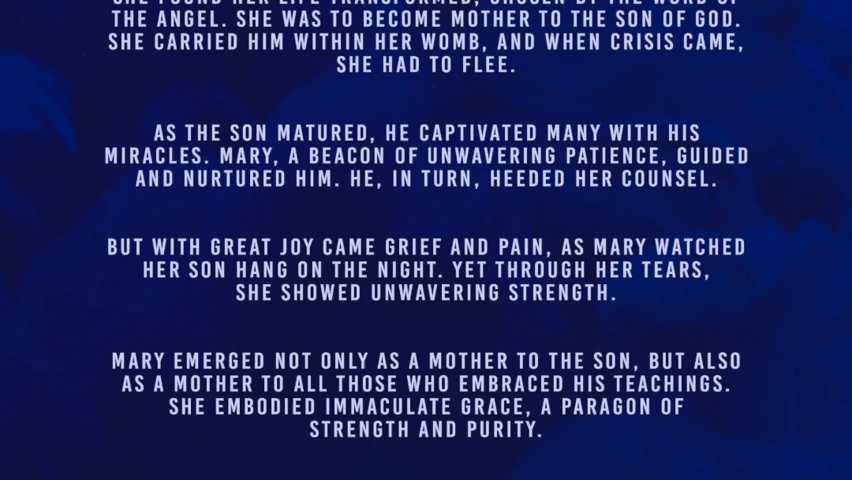 SHE FOUND HER LIFE TRANSFORMED, CHOSEN BY THE WORD OF
THE ANGEL. SHE WAS TO BECOME MOTHER TO THE SON OF GOD.
SHE CARRIED HIM WITHIN HER WOMB, AND WHEN CRISIS CAME,
SHE HAD TO FLEE.
AS THE SON MATURED, HE CAPTIVATED MANY WITH HIS
MIRACLES. MARY, A BEACON OF UNWAVERING PATIENCE, GUIDED
AND NURTURED HIM. HE, IN TURN, HEEDED HER COUNSEL.
BUT WITH GREAT JOY CAME GRIEF AND PAIN, AS MARY WATCHED
HER SON HANG ON THE NIGHT. YET THROUGH HER TEARS,
SHE SHOWED UNWAVERING STRENGTH.
MARY EMERGED NOT ONLY AS A MOTHER TO THE SON, BUT ALSO
AS A MOTHER TO ALL THOSE WHO EMBRACED HIS TEACHINGS.
SHE EMBODIED IMMACULATE GRACE, A PARAGON OF
STRENGTH AND PURITY.